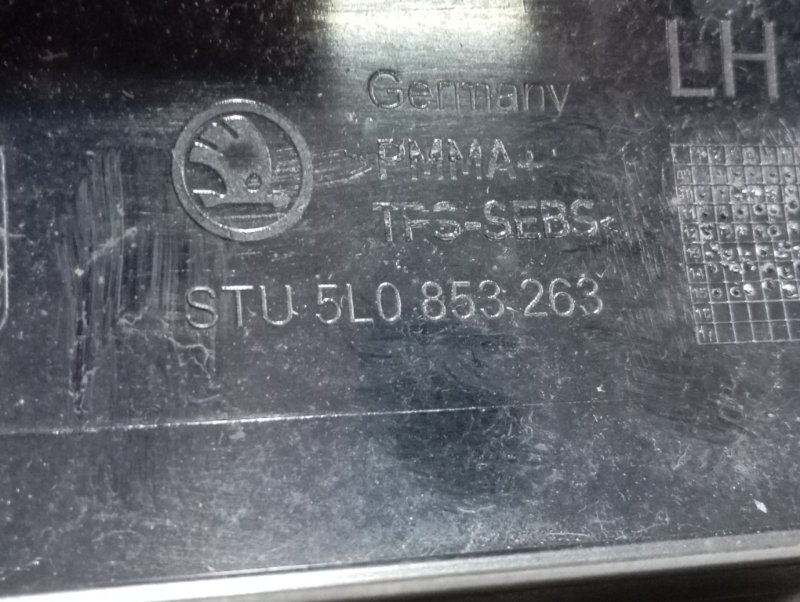 LH
Germany
PMMA+
TPS-SEBS
STU 5L0 853 263